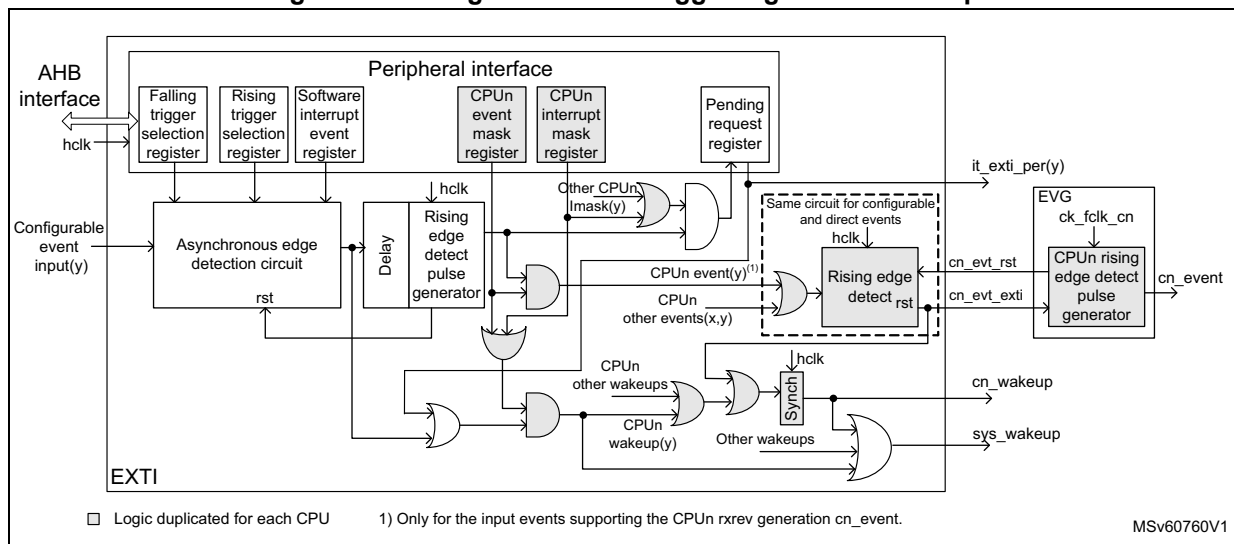 AHB
interface
hclk
Peripheral interface
Falling
trigger
selection
register
Rising
trigger
selection
register
Software
interrupt
event
register
CPUn
event
mask
register
CPUn
interrupt
mask
register
Pending
request
register
it_exti_per(y)
hclk
Other CPUn
Imask(y)
Configurable
event
input(y)
Asynchronous edge
detection circuit
rst
Delay
Rising
edge
detect
pulse
generator
Same circuit for configurable
and direct events
hclk
Rising edge
detect
rst
CPUn event(y)(1)
CPUn
other events(x,y)
EVG
ck_fclk_cn
CPUn rising
edge detect
pulse
generator
cn_evt_rst
cn_evt_exti
cn_event
CPUn
other wakeups
hclk
Synch
CPUn
wakeup(y)
Other wakeups
cn_wakeup
sys_wakeup
EXTI
Logic duplicated for each CPU
1) Only for the input events supporting the CPUn rxrev generation cn_event.
MSv60760V1